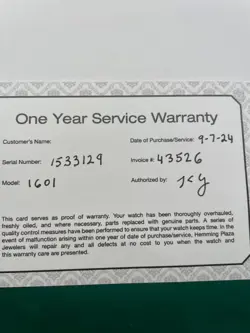 One Year Service Warranty
Customer's Name: Date of Purchase/Service: 9-7-24
Serial Number: 1533129 Invoice #: 43526
Model: 1601 Authorized by:
This card serves as proof of warranty. Your watch has been thoroughly overhauled,
freshly oiled, and where necessary, parts replaced with genuine parts. A series of
quality control measures have been performed to ensure that your watch keeps time. In the
event of malfunction arising within one year of date of purchase/service, Hemming Plaza
Jewelers will repair any and all defects at no cost to you when the watch and
this warranty care are presented.